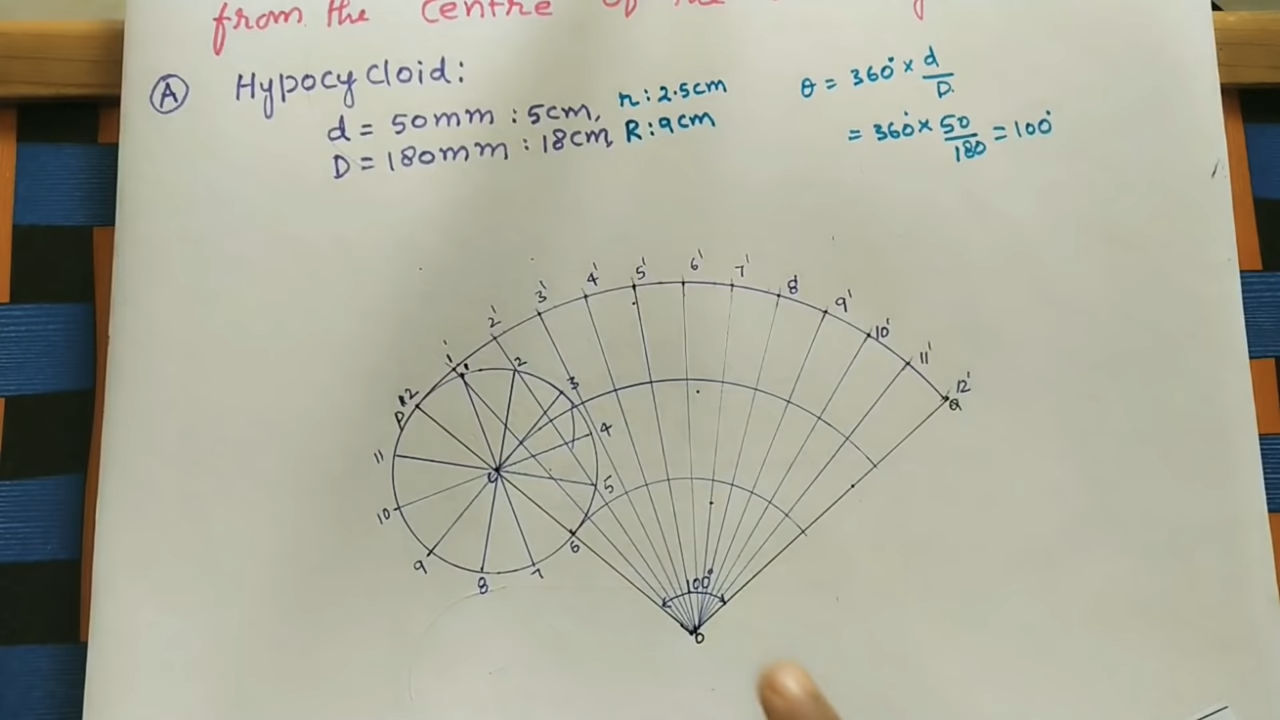 from the centre of the
A Hypocycloid:
d = 50mm : 5cm, r : 2.5cm
D = 180mm : 18cm R : 9cm
θ = 360° × d/D
= 360° × 50/180 = 100°
1' 2' 3' 4' 5' 6' 7' 8' 9' 10' 11' 12'
P 12 1 2 3 4 5 6 7 8 9 10 11
C
Q
100°
O